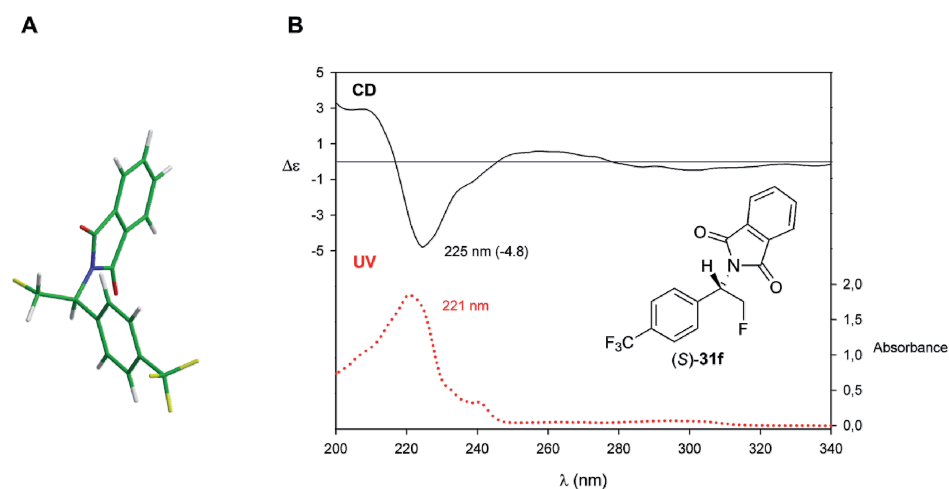 A
B
5
3
1
-1
-3
-5
Δε
CD
225 nm (-4.8)
UV
221 nm
O
N
O
H
F
F3C
(S)-31f
2,0
1,5
1,0
0,5
0,0
Absorbance
200
220
240
260
280
300
320
340
λ (nm)